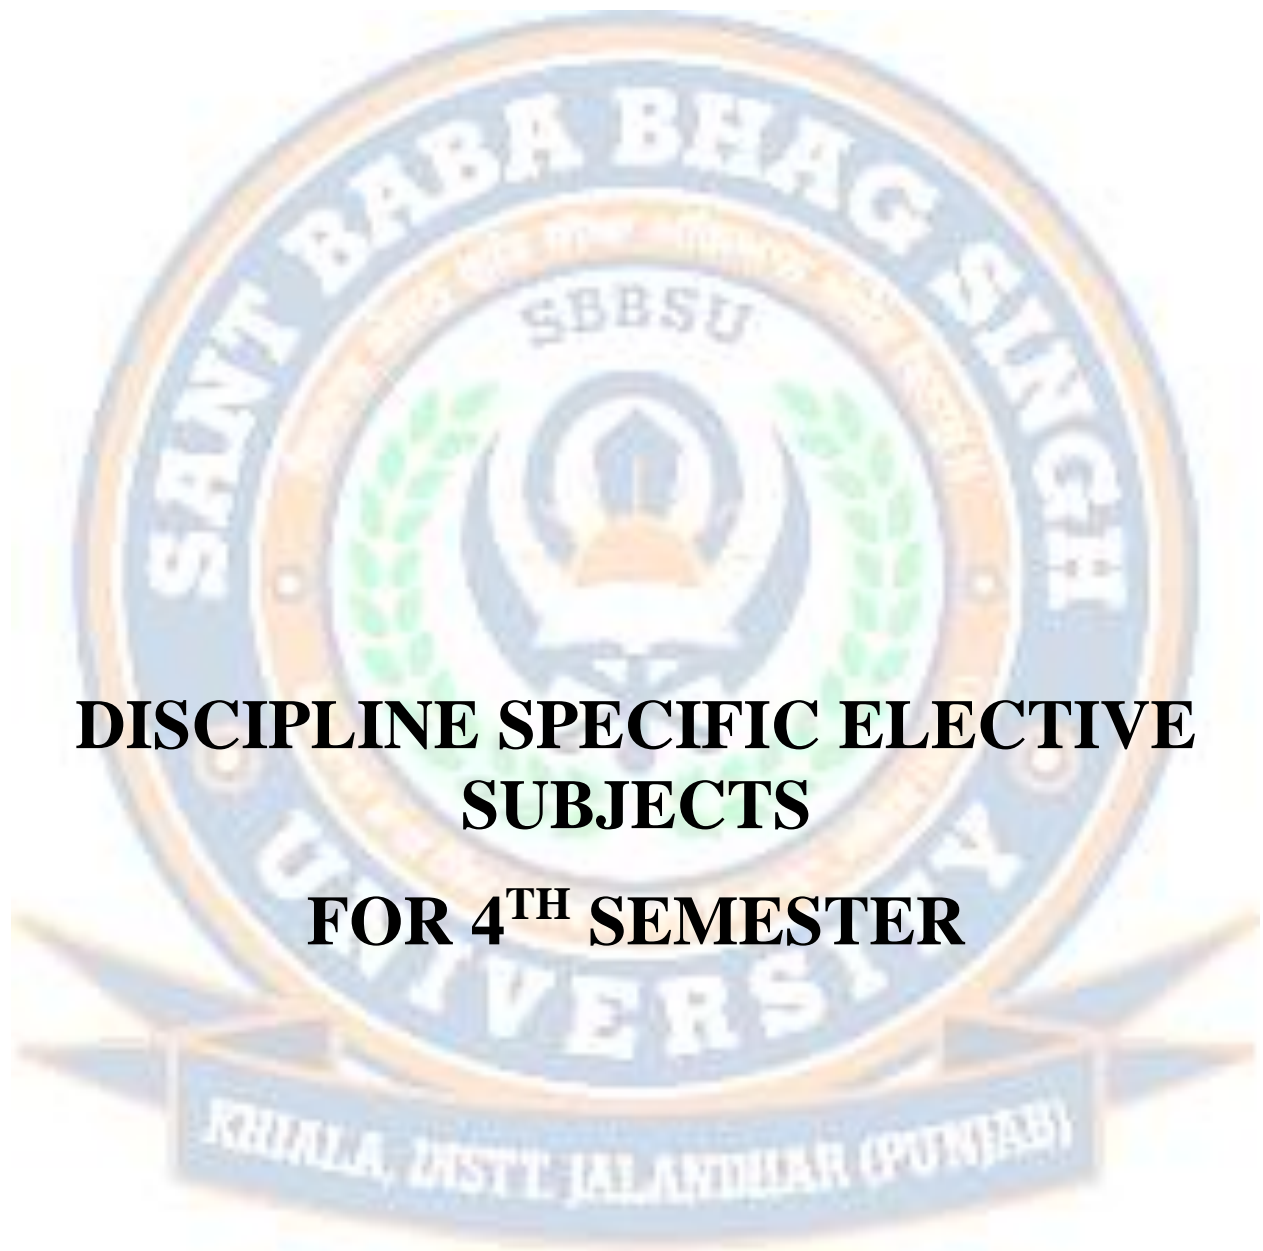 SANT BABA BHAG SINGH
SBBSU
DISCIPLINE SPECIFIC ELECTIVE
SUBJECTS
FOR 4TH SEMESTER
UNIVERSITY
KHIALA, DISTT. JALANDHAR (PUNJAB)